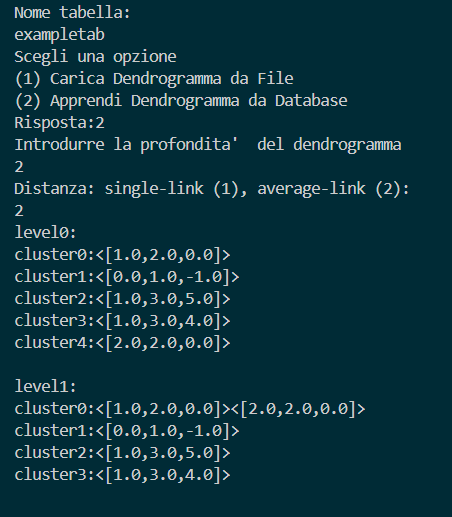 Nome tabella:
exampletab
Scegli una opzione
(1) Carica Dendrogramma da File
(2) Apprendi Dendrogramma da Database
Risposta:2
Introdurre la profondita'  del dendrogramma
2
Distanza: single-link (1), average-link (2):
2
level0:
cluster0:<[1.0,2.0,0.0]>
cluster1:<[0.0,1.0,-1.0]>
cluster2:<[1.0,3.0,5.0]>
cluster3:<[1.0,3.0,4.0]>
cluster4:<[2.0,2.0,0.0]>

level1:
cluster0:<[1.0,2.0,0.0]><[2.0,2.0,0.0]>
cluster1:<[0.0,1.0,-1.0]>
cluster2:<[1.0,3.0,5.0]>
cluster3:<[1.0,3.0,4.0]>